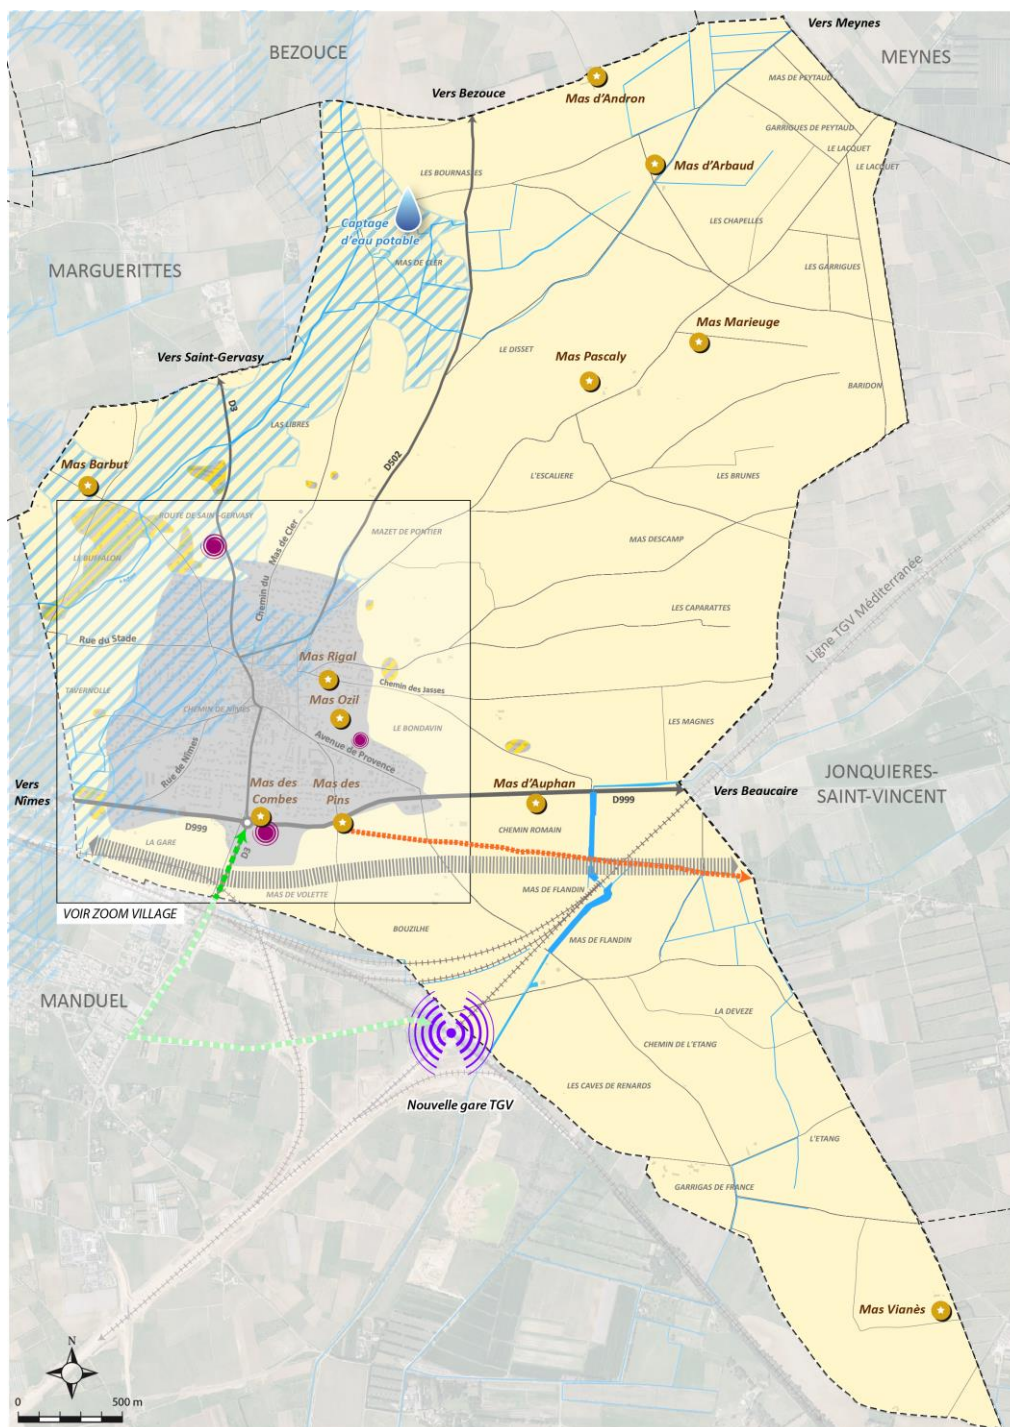 Vers Meynes
BEZOUCE
MEYNES
MAS DE PEYTAUD
Vers Bezouce
Mas d'Andron
GARRIGUES DE PEYTAUD
LE LACQUET
LE LACQUET
Mas d'Arbaud
LES BOURNASSES
Captage
d'eau potable
LES CHAPELLES
MAS DE CLER
MARGUERITTES
LES GARRIGUES
Mas Marieuge
LE DISSET
Vers Saint-Gervasy
Mas Pascaly
BARIDON
D3
LAS LIBRES
D502
Mas Barbut
L'ESCALIERE
LES BRUNES
ROUTE DE SAINT-GERVASY
MAZET DE PONTIER
MAS DESCAMP
LE BUFFALON
Chemin du Mas de Cler
Ligne TGV Méditerranée
LES CAPARATTES
Rue du Stade
Mas Rigal
Chemin des Jasses
TAVERNOLLE
Mas Ozil
CHEMIN DE NÎMES
LE BONDAVIN
LES MAGNES
Avenue de Provence
Rue de Nîmes
JONQUIERES-
SAINT-VINCENT
Vers
Nîmes
Mas des
Combes
Mas des
Pins
Mas d'Auphan
D999
Vers Beaucaire
D999
CHEMIN ROMAIN
LA GARE
D3
MAS DE VOLETTE
MAS DE FLANDIN
VOIR ZOOM VILLAGE
BOUZILHE
MAS DE FLANDIN
MANDUEL
LA DEVEZE
CHEMIN DE L'ETANG
LES CAVES DE RENARDS
Nouvelle gare TGV
L'ETANG
GARRIGAS DE FRANCE
Mas Vianès
N
0
500 m